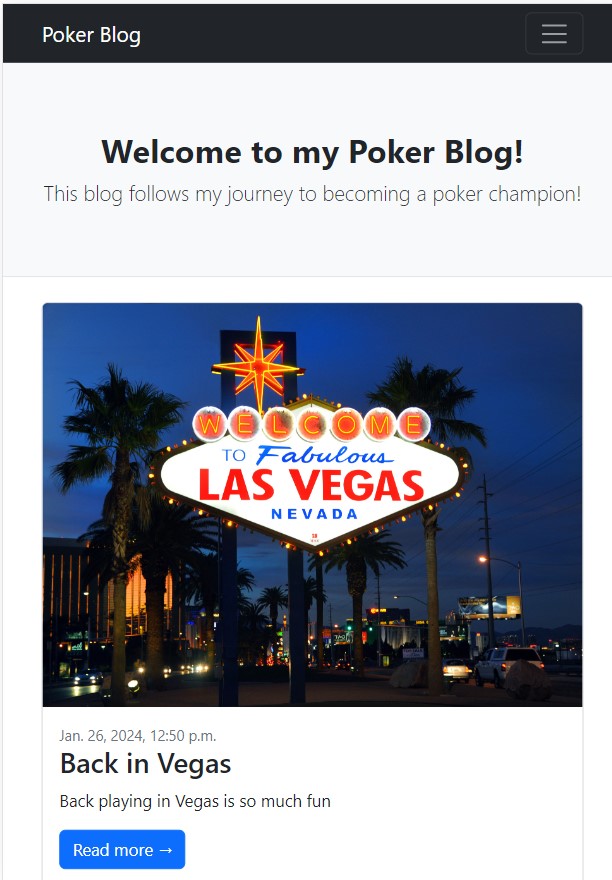 Poker Blog
Welcome to my Poker Blog!
This blog follows my journey to becoming a poker champion!
WELCOME
TO Fabulous
LAS VEGAS
NEVADA
Jan. 26, 2024, 12:50 p.m.
Back in Vegas
Back playing in Vegas is so much fun
Read more →